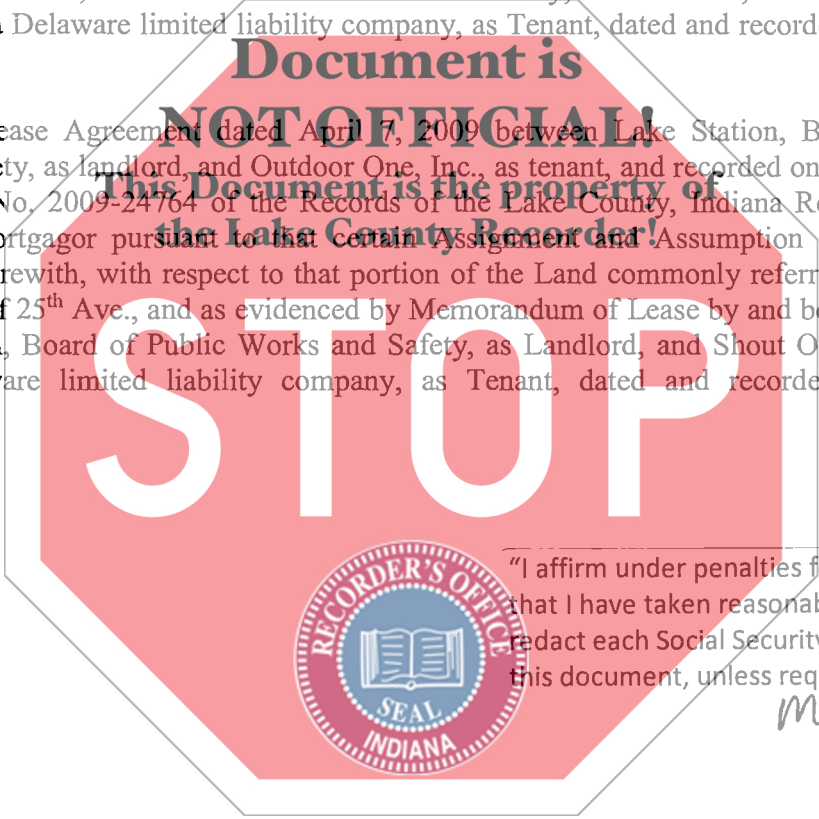 Delaware limited liability company, as Tenant, dated and record
Document is
NOT OFFICIAL!
ease Agreement dated April 7, 2009 between Lake Station, B
ty, as landlord, and Outdoor One, Inc., as tenant, and recorded on
This Document is the property of
No. 2009-24764 of the Records of the Lake County, Indiana Re
the Lake County Recorder!
rtgagor pursuant to that certain Assignment and Assumption
rewith, with respect to that portion of the Land commonly referr
f 25th Ave., and as evidenced by Memorandum of Lease by and be
, Board of Public Works and Safety, as Landlord, and Shout O
are limited liability company, as Tenant, dated and recorde
STOP
"I affirm under penalties f
that I have taken reasonab
redact each Social Security
this document, unless req
RECORDER'S OFFICE
SEAL
INDIANA